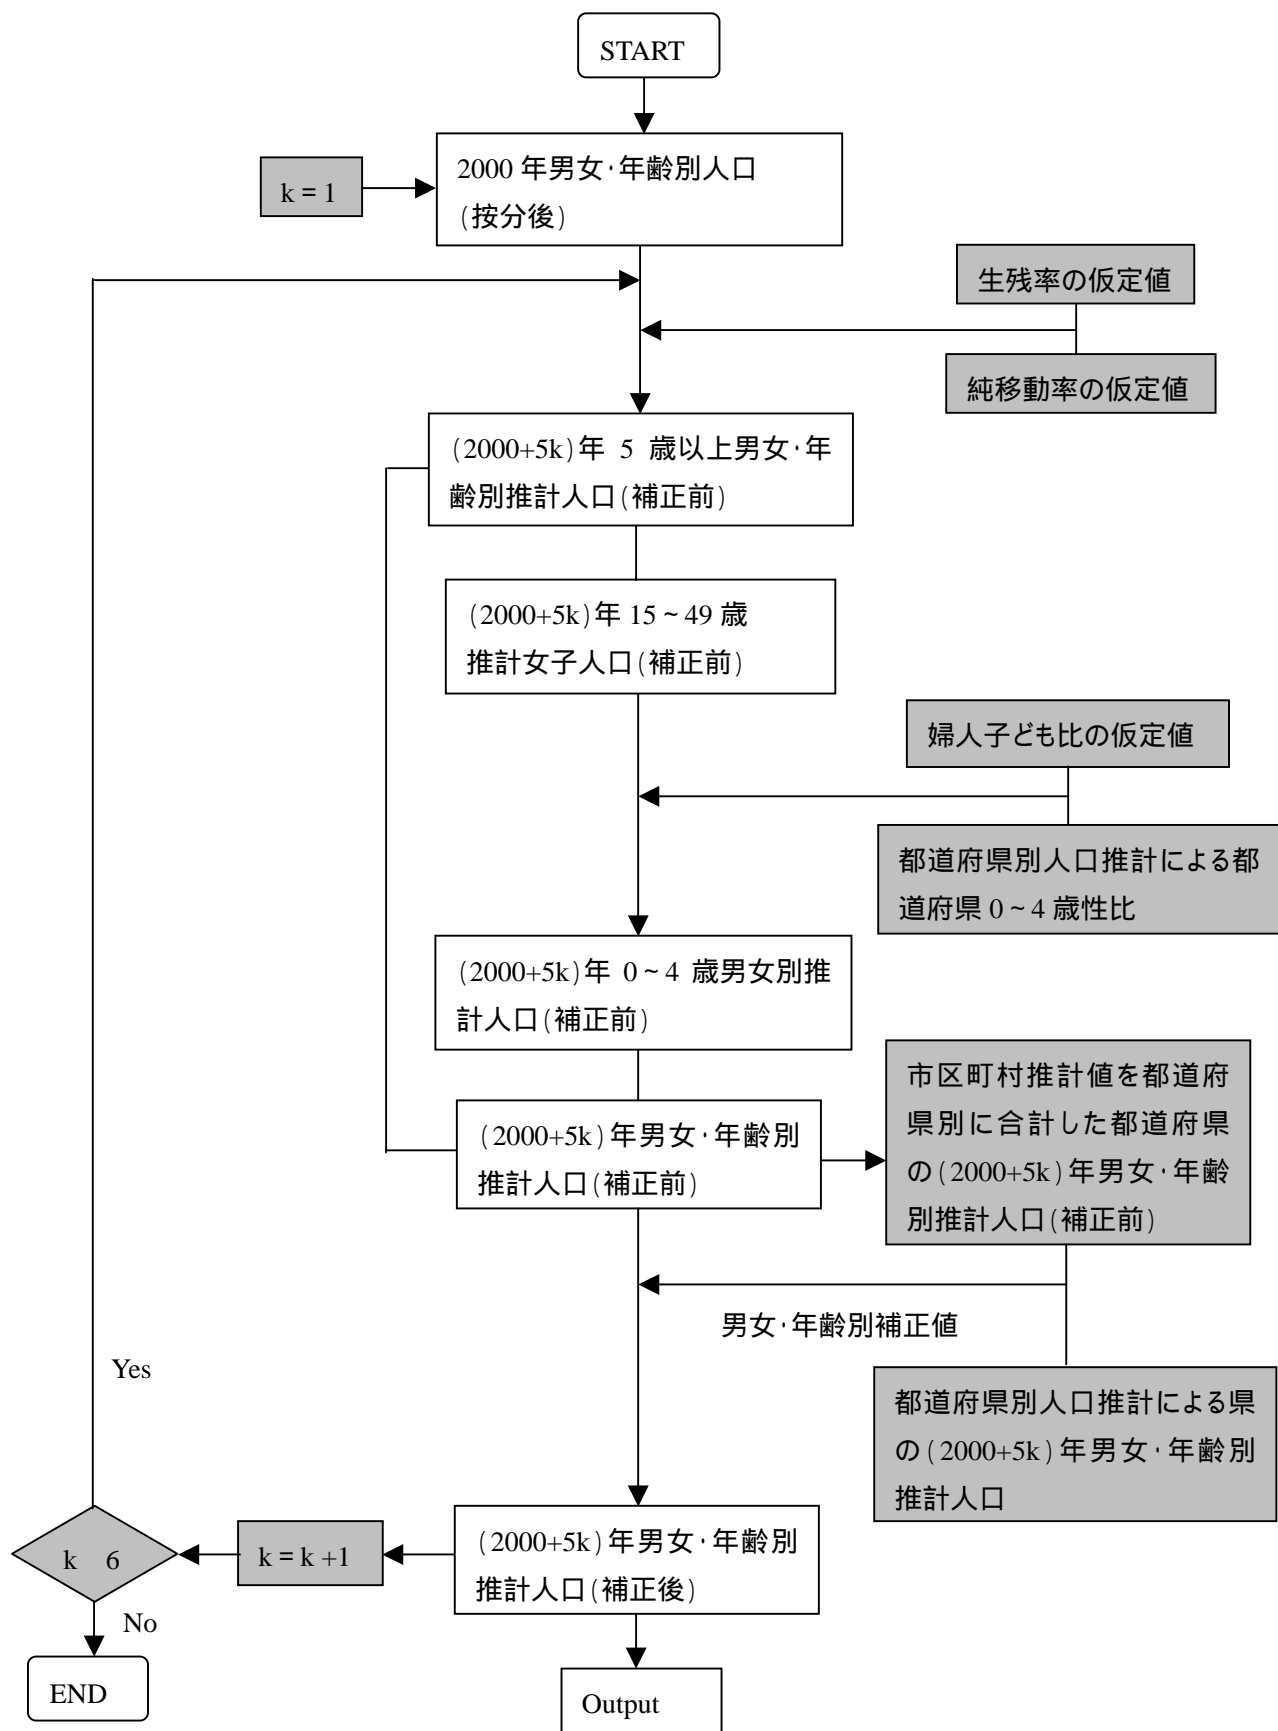 START
k = 1
2000 年男女・年齢別人口
(按分後)
生残率の仮定値
純移動率の仮定値
(2000+5k)年 5 歳以上男女・年
齢別推計人口(補正前)
(2000+5k)年 15~49 歳
推計女子人口(補正前)
婦人子ども比の仮定値
都道府県別人口推計による都
道府県 0~4 歳性比
(2000+5k)年 0~4 歳男女別推
計人口(補正前)
(2000+5k)年男女・年齢別
推計人口(補正前)
市区町村推計値を都道府
県別に合計した都道府県
の(2000+5k)年男女・年齢
別推計人口(補正前)
男女・年齢別補正値
都道府県別人口推計による県
の(2000+5k)年男女・年齢別
推計人口
(2000+5k)年男女・年齢別
推計人口(補正後)
k = k +1
k 6
Yes
No
END
Output